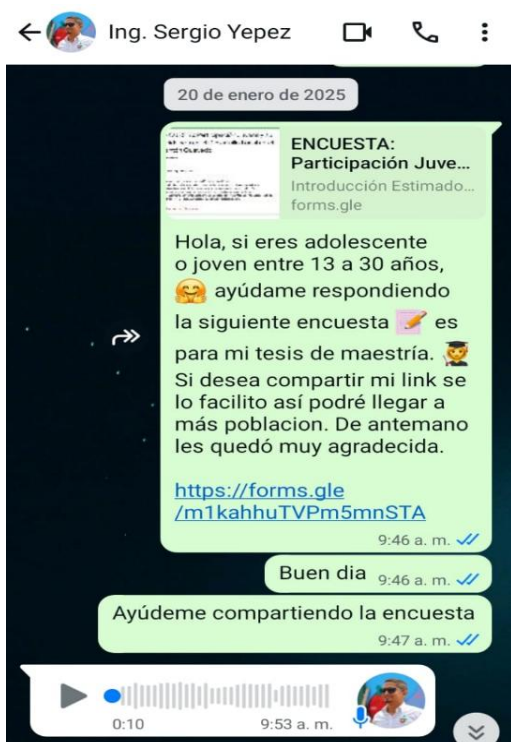 Ing. Sergio Yepez
20 de enero de 2025
ENCUESTA:
Participación Juve...
Introducción Estimado...
forms.gle
Hola, si eres adolescente
o joven entre 13 a 30 años,
🤗 ayúdame respondiendo
la siguiente encuesta 📝 es
para mi tesis de maestría. 👩‍🎓
Si desea compartir mi link se
lo facilito así podré llegar a
más poblacion. De antemano
les quedó muy agradecida.
https://forms.gle
/m1kahhuTVPm5mnSTA
9:46 a. m.
Buen dia 9:46 a. m.
Ayúdeme compartiendo la encuesta
9:47 a. m.
0:10 9:53 a. m.